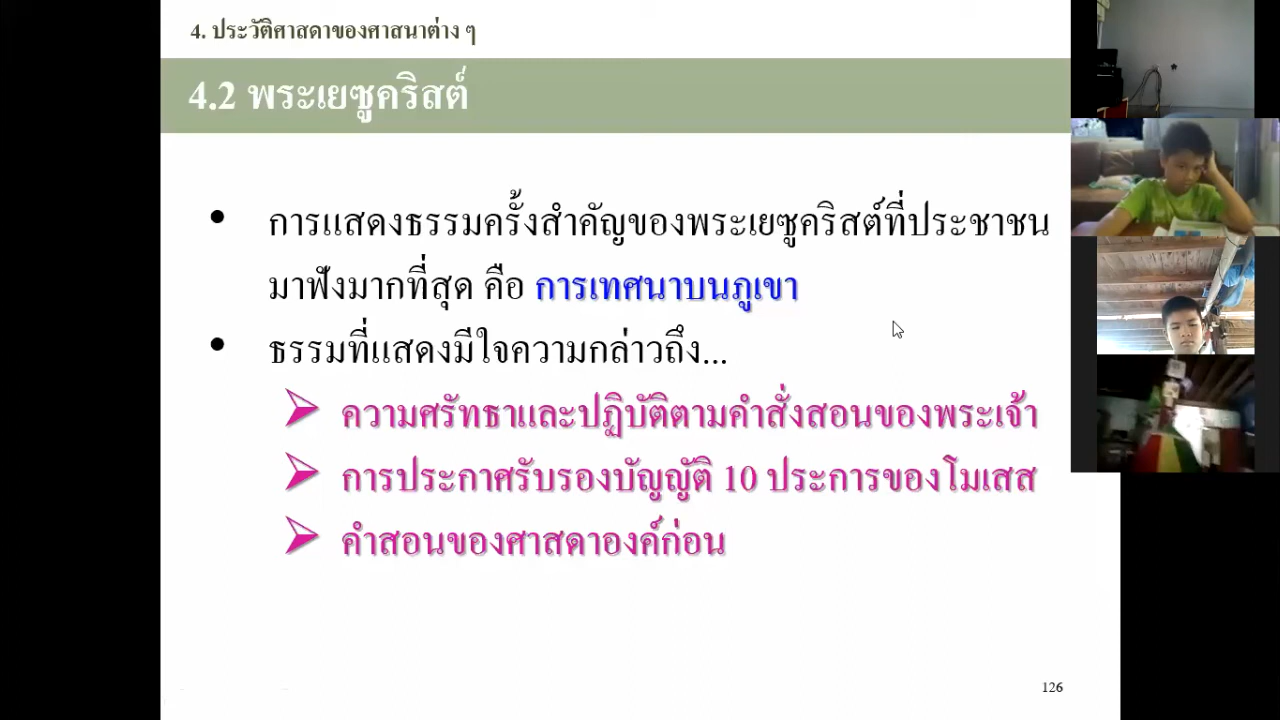 4. ประวัติศาสดาของศาสนาต่าง ๆ
4.2 พระเยซูคริสต์
• การแสดงธรรมครั้งสำคัญของพระเยซูคริสต์ที่ประชาชน
มาฟังมากที่สุด คือ การเทศนาบนภูเขา
• ธรรมที่แสดงมีใจความกล่าวถึง...
➢ ความศรัทธาและปฏิบัติตามคำสั่งสอนของพระเจ้า
➢ การประกาศรับรองบัญญัติ 10 ประการของโมเสส
➢ คำสอนของศาสดาองค์ก่อน
126